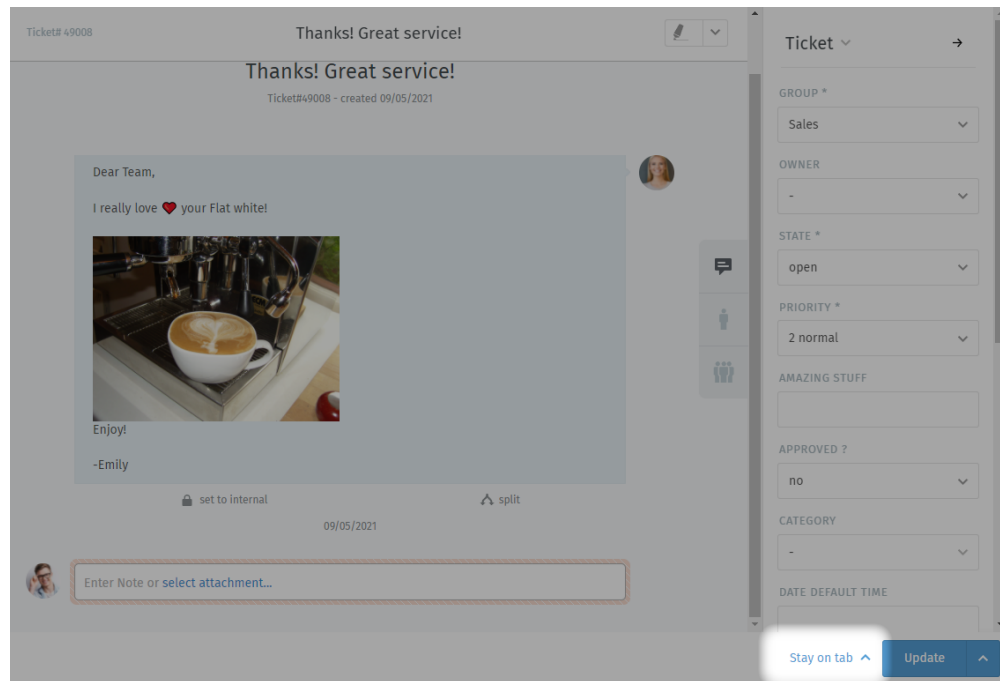 Ticket# 49008
Thanks! Great service!
Thanks! Great service!
Ticket#49008 - created 09/05/2021
Dear Team,
I really love ❤ your Flat white!
Enjoy!
-Emily
set to internal
split
09/05/2021
Enter Note or select attachment...
Ticket
GROUP *
Sales
OWNER
-
STATE *
open
PRIORITY *
2 normal
AMAZING STUFF
APPROVED ?
no
CATEGORY
-
DATE DEFAULT TIME
Stay on tab
Update